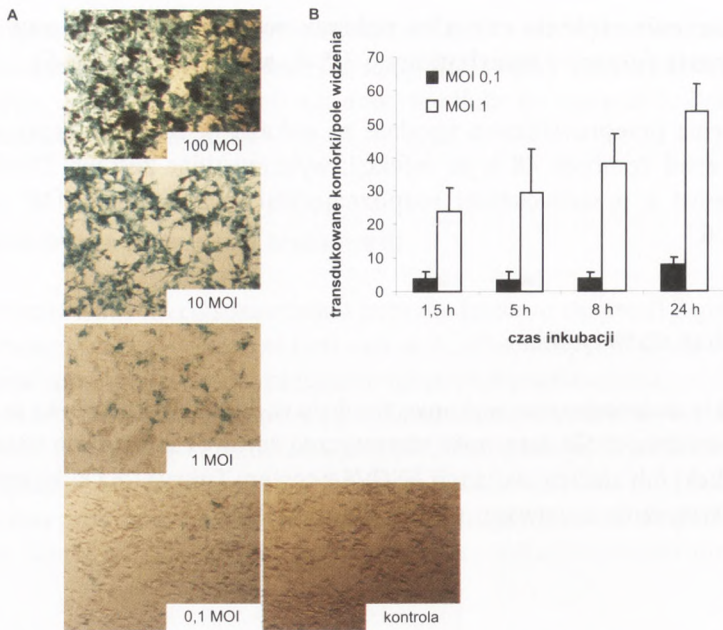 A
100 MOI
10 MOI
1 MOI
0,1 MOI
kontrola
B
transdukowane komórki/pole widzenia
70
60
50
40
30
20
10
0
MOI 0,1
MOI 1
1,5 h
5 h
8 h
24 h
czas inkubacji